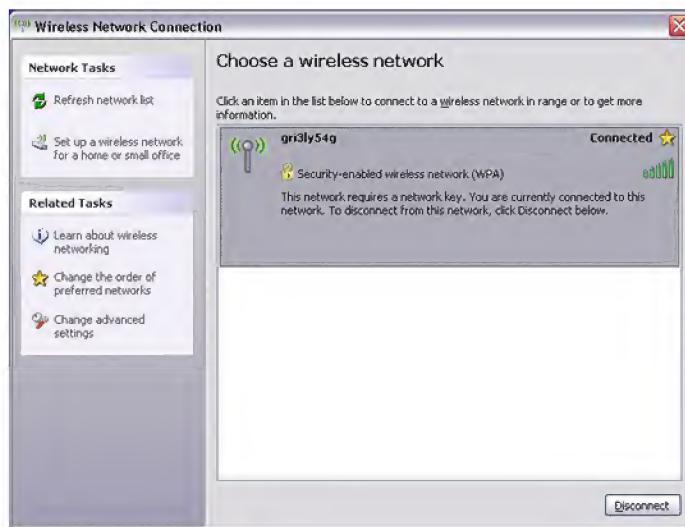 Wireless Network Connection
Network Tasks
Refresh network list
Set up a wireless network
for a home or small office
Related Tasks
Learn about wireless
networking
Change the order of
preferred networks
Change advanced
settings
Choose a wireless network
Click an item in the list below to connect to a wireless network in range or to get more
information.
gri3ly54g
Connected
Security-enabled wireless network (WPA)
This network requires a network key. You are currently connected to this
network. To disconnect from this network, click Disconnect below.
Disconnect